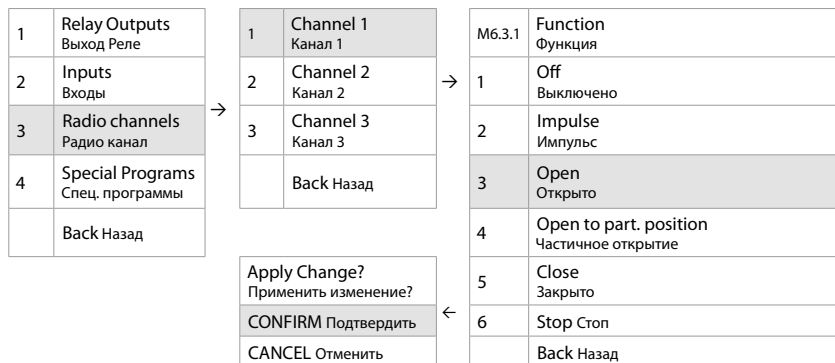 1
Relay Outputs
Выход Реле
2
Inputs
Входы
3
Radio channels
Радио канал
4
Special Programs
Спец. программы
Back Назад
→
1
Channel 1
Канал 1
2
Channel 2
Канал 2
3
Channel 3
Канал 3
Back Назад
→
M6.3.1
Function
Функция
1
Off
Выключено
2
Impulse
Импульс
3
Open
Открыто
4
Open to part. position
Частичное открытие
5
Close
Закрыто
6
Stop Стоп
Back Назад
←
Apply Change?
Применить изменение?
CONFIRM Подтвердить
CANCEL Отменить